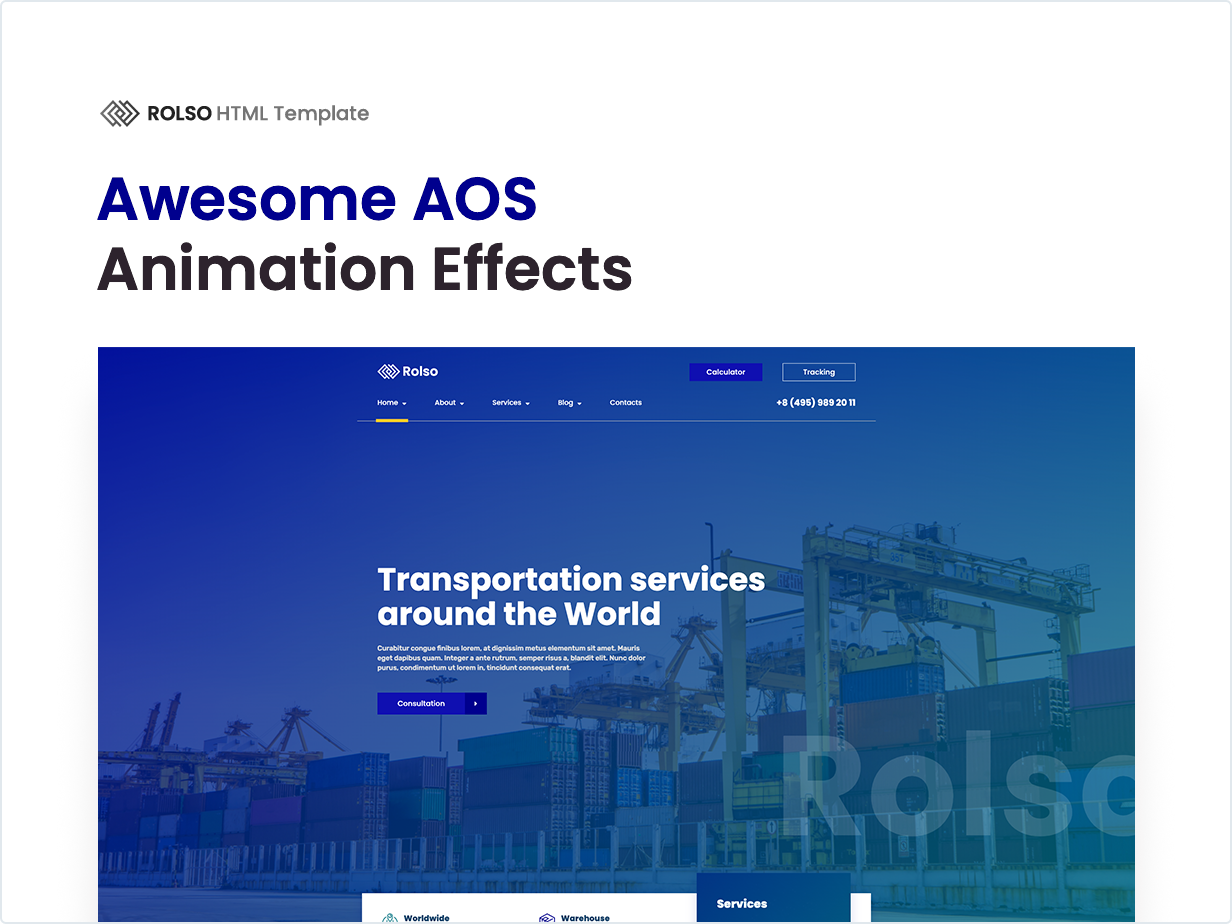 ROLSO HTML Template
Awesome AOS
Animation Effects
Rolso
Calculator
Tracking
Home
About
Services
Blog
Contacts
+8 (495) 989 20 11
Transportation services
around the World
Curabitur congue finibus lorem, at dignissim metus elementum sit amet. Mauris
eget dapibus quam. Integer a ante rutrum, semper risus a, blandit elit. Nunc dolor
purus, condimentum ut lorem in, tincidunt consequat erat.
Consultation
Rolso
Worldwide
Warehouse
Services